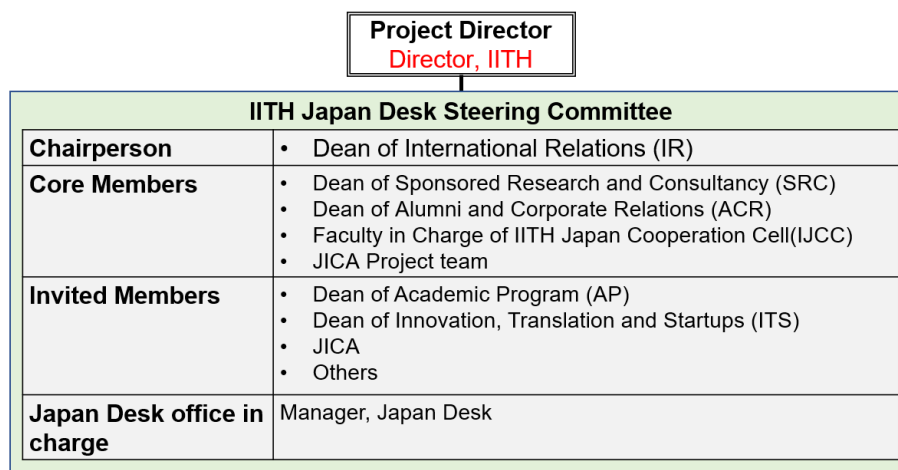 Project Director
Director, IITH
IITH Japan Desk Steering Committee
Chairperson
• Dean of International Relations (IR)
Core Members
• Dean of Sponsored Research and Consultancy (SRC)
• Dean of Alumni and Corporate Relations (ACR)
• Faculty in Charge of IITH Japan Cooperation Cell(IJCC)
• JICA Project team
Invited Members
• Dean of Academic Program (AP)
• Dean of Innovation, Translation and Startups (ITS)
• JICA
• Others
Japan Desk office in
charge
Manager, Japan Desk